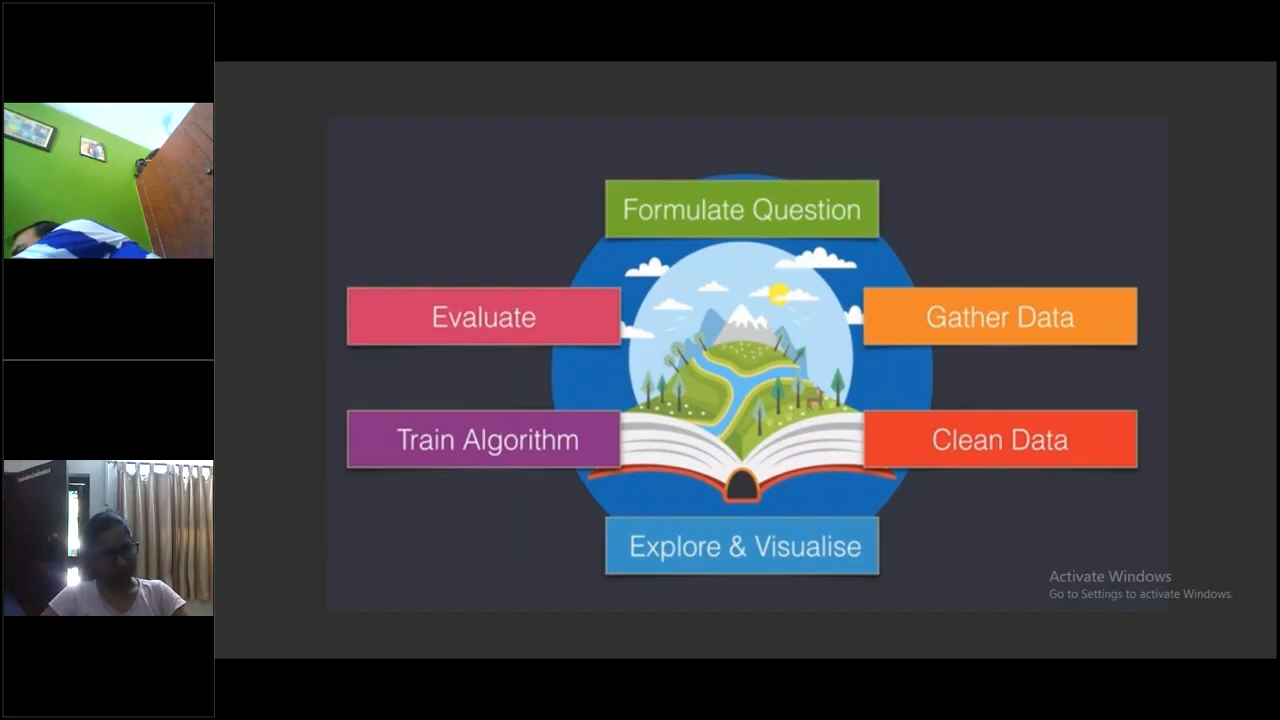 Formulate Question
Evaluate
Gather Data
Train Algorithm
Clean Data
Explore & Visualise
Activate Windows
Go to Settings to activate Windows.